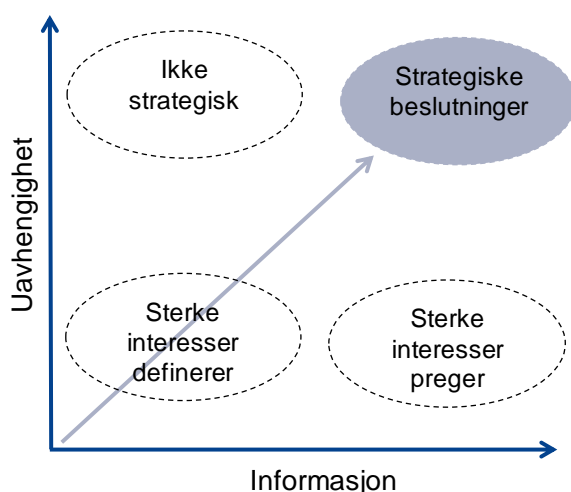 Uavhengighet
Ikke
strategisk
Strategiske
beslutninger
Sterke
interesser
definerer
Sterke
interesser
preger
Informasjon